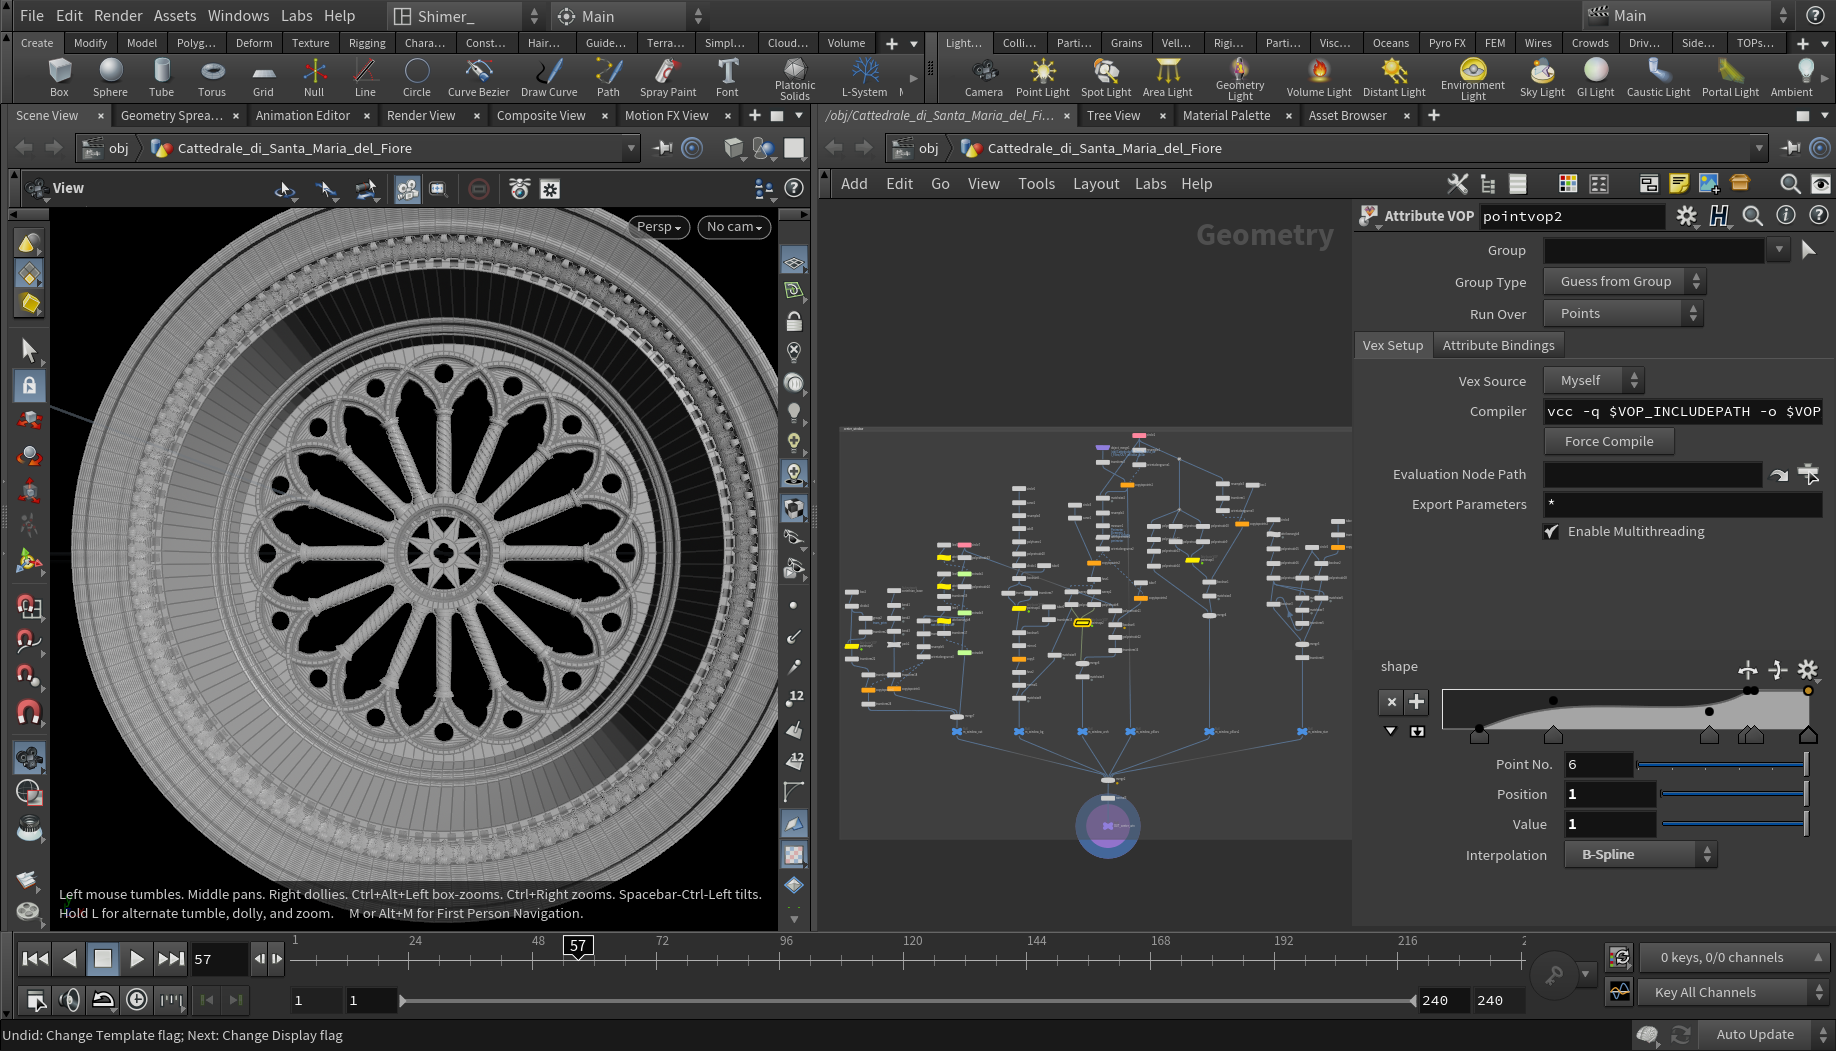 File Edit Render Assets Windows Labs Help Shimer_ Main Main
Create Modify Model Polyg... Deform Texture Rigging Chara... Const... Hair... Guide... Terra... Simpl... Cloud... Volume
Light... Colli... Parti... Grains Vell... Rigi... Parti... Visc... Oceans Pyro FX FEM Wires Crowds Driv... Side... TOPs...
Box Sphere Tube Torus Grid Null Line Circle Curve Bezier Draw Curve Path Spray Paint Font Platonic Solids L-System
Camera Point Light Spot Light Area Light Geometry Light Volume Light Distant Light Environment Light Sky Light GI Light Caustic Light Portal Light Ambient
Scene View Geometry Sprea... Animation Editor Render View Composite View Motion FX View
/obj/Cattedrale_di_Santa_Maria_del_Fi... Tree View Material Palette Asset Browser
obj Cattedrale_di_Santa_Maria_del_Fiore
obj Cattedrale_di_Santa_Maria_del_Fiore
View
Add Edit Go View Tools Layout Labs Help
Persp No cam
Geometry
Attribute VOP pointvop2
Group
Group Type Guess from Group
Run Over Points
Vex Setup Attribute Bindings
Vex Source Myself
Compiler vcc -q $VOP_INCLUDEPATH -o $VOP
Force Compile
Evaluation Node Path
Export Parameters *
Enable Multithreading
shape
Point No. 6
Position 1
Value 1
Interpolation B-Spline
12
12
Left mouse tumbles. Middle pans. Right dollies. Ctrl+Alt+Left box-zooms. Ctrl+Right zooms. Spacebar-Ctrl-Left tilts.
Hold L for alternate tumble, dolly, and zoom. M or Alt+M for First Person Navigation.
57
1 24 48 57 72 96 120 144 168 192 216 2
0 keys, 0/0 channels
1 1 240 240
Key All Channels
Undid: Change Template flag; Next: Change Display flag
Auto Update